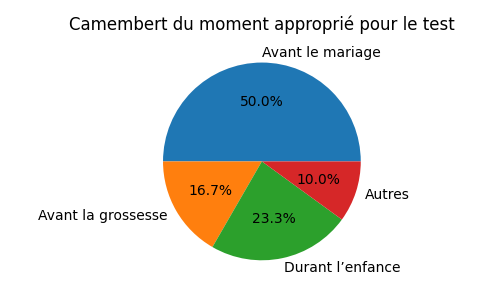 Camembert du moment approprié pour le test
Avant le mariage
50.0%
16.7%
10.0%
Autres
Avant la grossesse
23.3%
Durant l’enfance